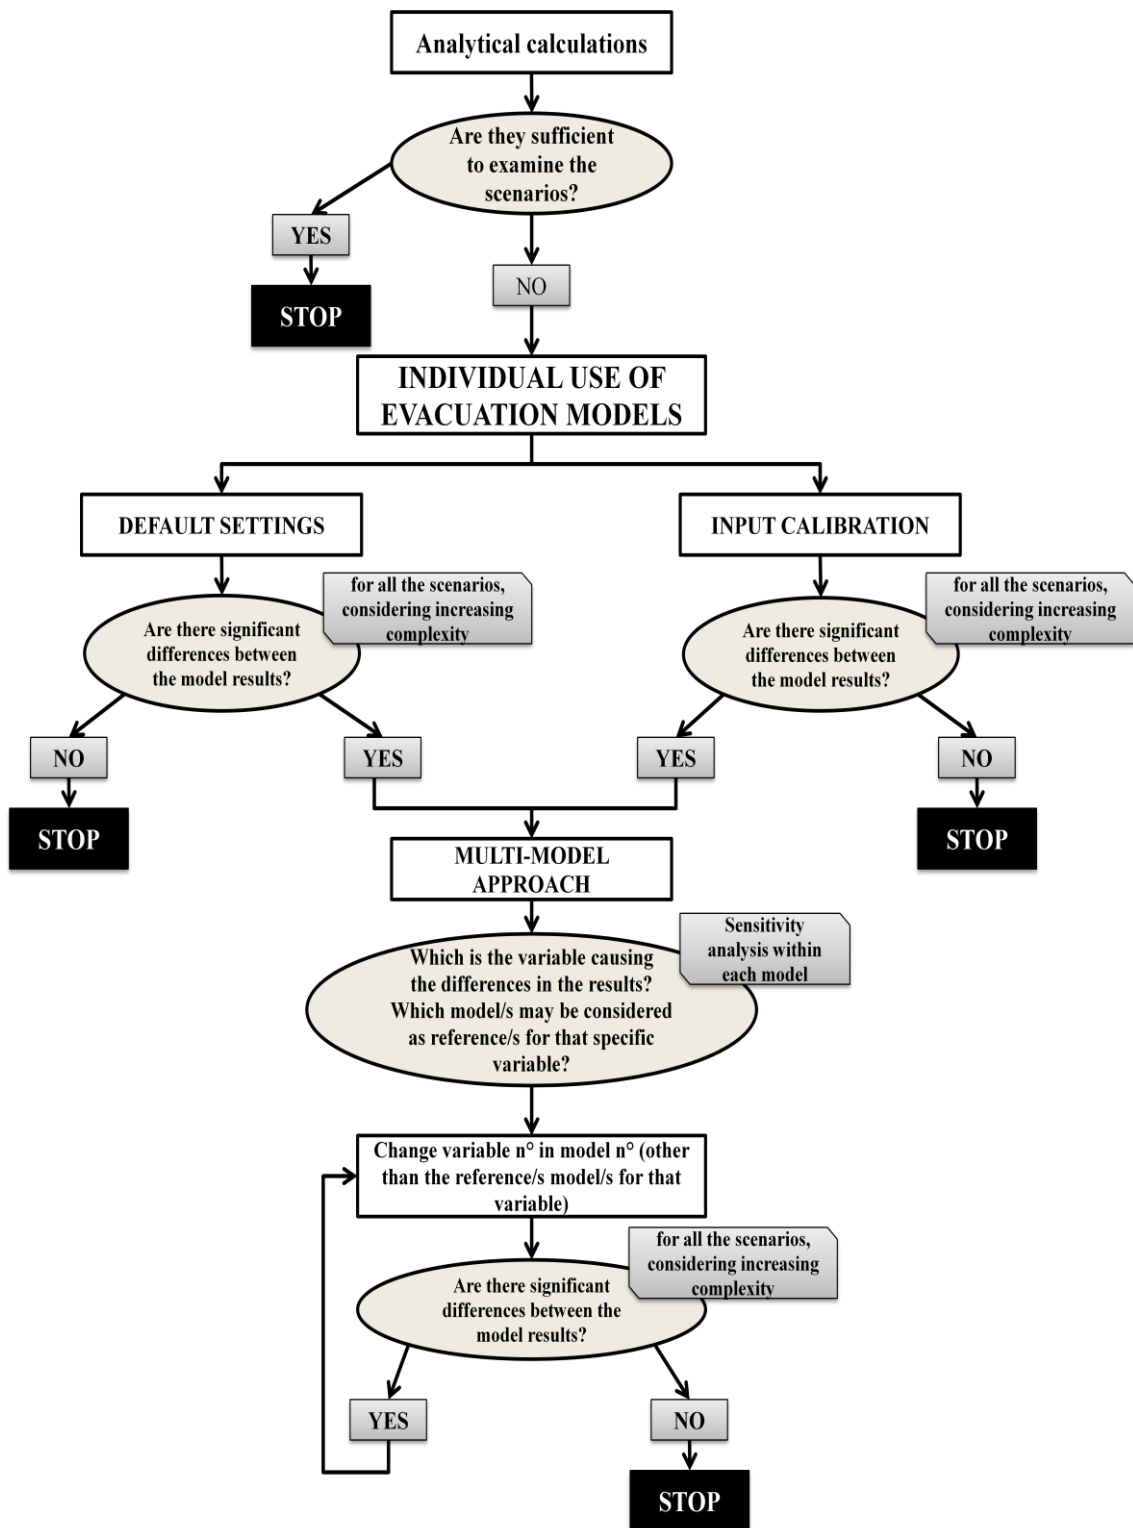 Analytical calculations
Are they sufficient
to examine the
scenarios?
YES
NO
STOP
INDIVIDUAL USE OF
EVACUATION MODELS
DEFAULT SETTINGS
INPUT CALIBRATION
for all the scenarios,
considering increasing
complexity
for all the scenarios,
considering increasing
complexity
Are there significant
differences between
the model results?
Are there significant
differences between
the model results?
NO
YES
YES
NO
STOP
STOP
MULTI-MODEL
APPROACH
Sensitivity
analysis within
each model
Which is the variable causing
the differences in the results?
Which model/s may be considered
as reference/s for that specific
variable?
Change variable n° in model n° (other
than the reference/s model/s for that
variable)
for all the scenarios,
considering increasing
complexity
Are there significant
differences between the
model results?
YES
NO
STOP